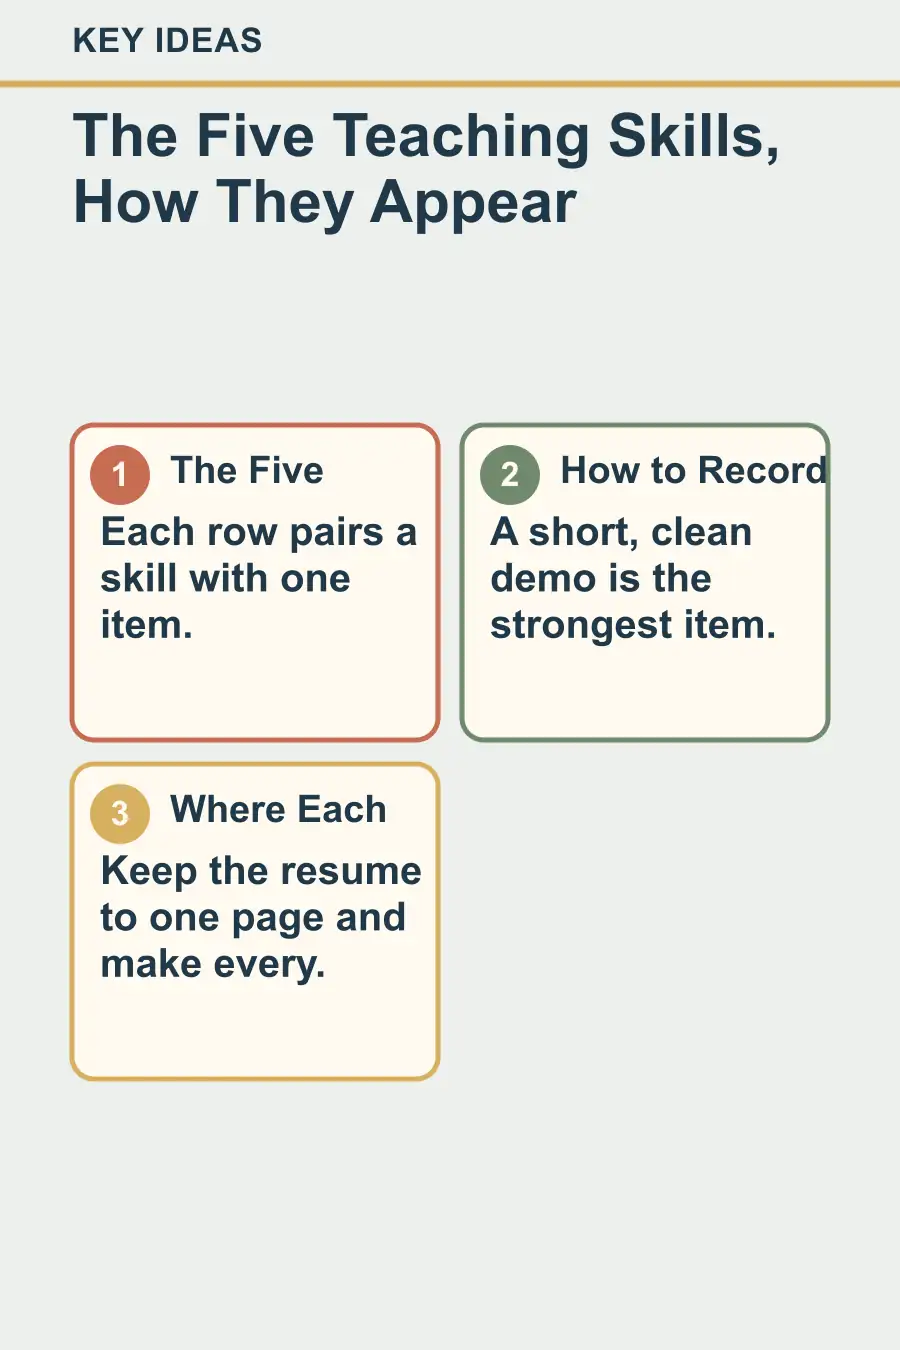 KEY IDEAS
The Five Teaching Skills,
How They Appear
1
The Five
Each row pairs a
skill with one
item.
2
How to Record
A short, clean
demo is the
strongest item.
3
Where Each
Keep the resume
to one page and
make every.